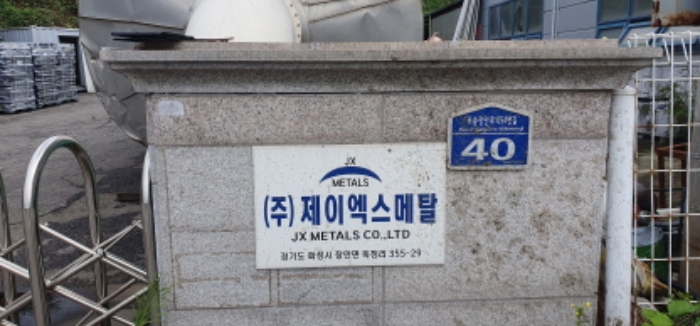 JX
METALS
(주)제이엑스메탈
JX METALS CO.,LTD
경기도 화성시 장안면 독정리 355-29
40